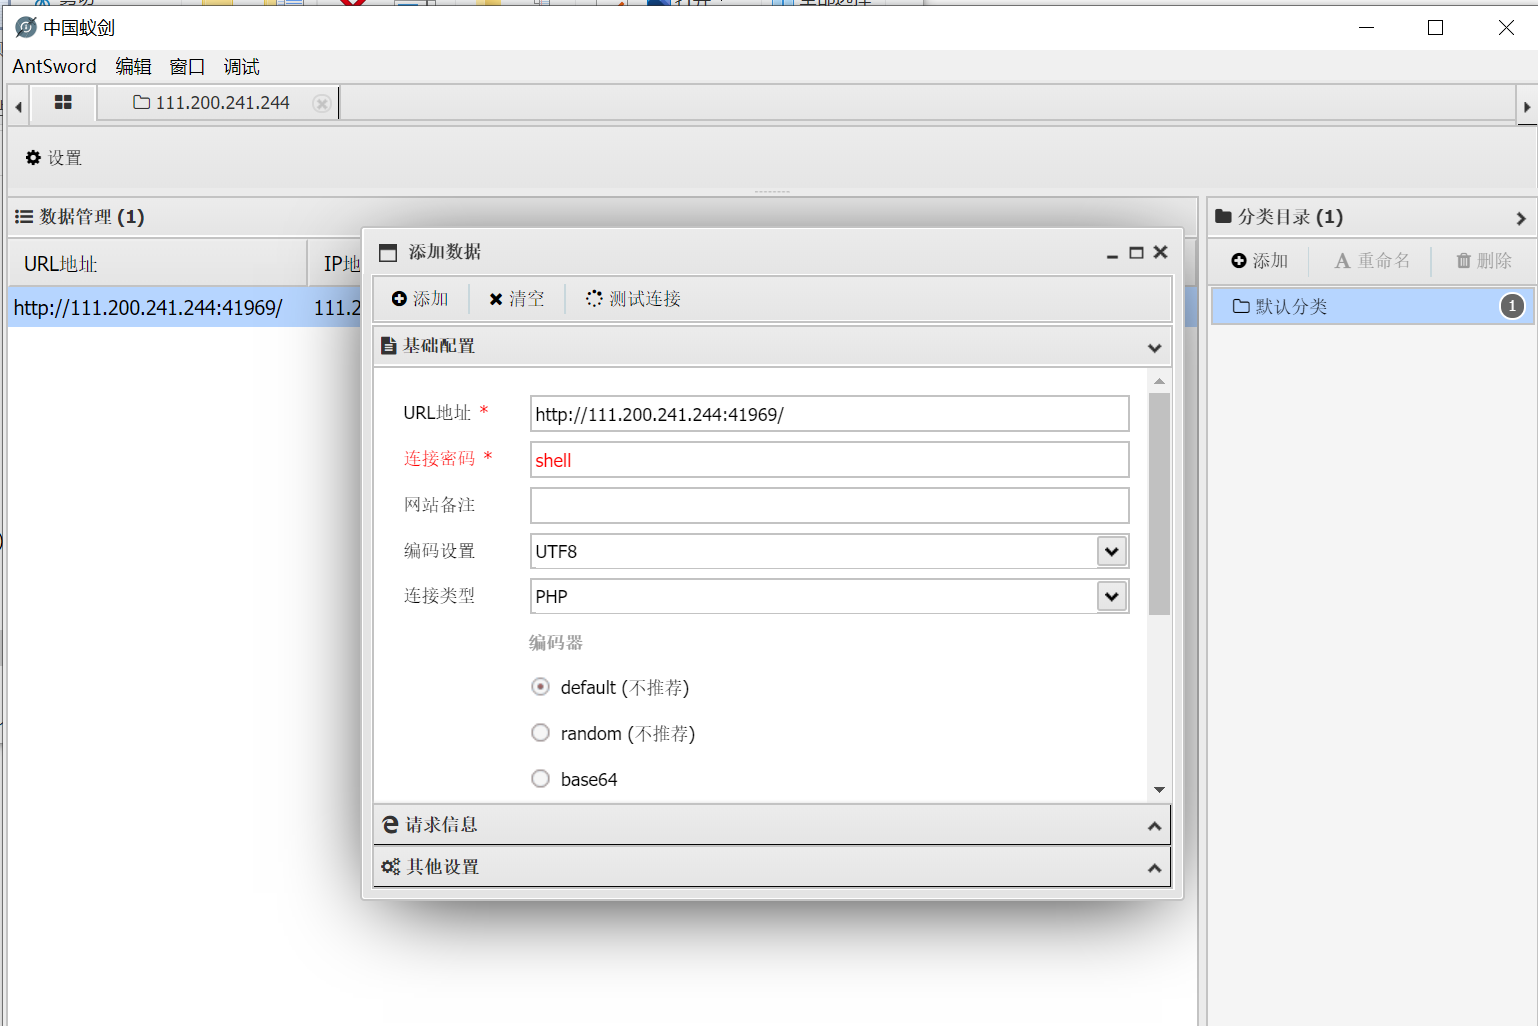 中国蚁剑
AntSword 编辑 窗口 调试
111.200.241.244
设置
数据管理 (1)
URL地址 IP地
http://111.200.241.244:41969/ 111.2
添加数据
添加 清空 测试连接
基础配置
URL地址 * http://111.200.241.244:41969/
连接密码 * shell
网站备注
编码设置 UTF8
连接类型 PHP
编码器
default (不推荐)
random (不推荐)
base64
请求信息
其他设置
分类目录 (1)
添加 重命名 删除
默认分类 1